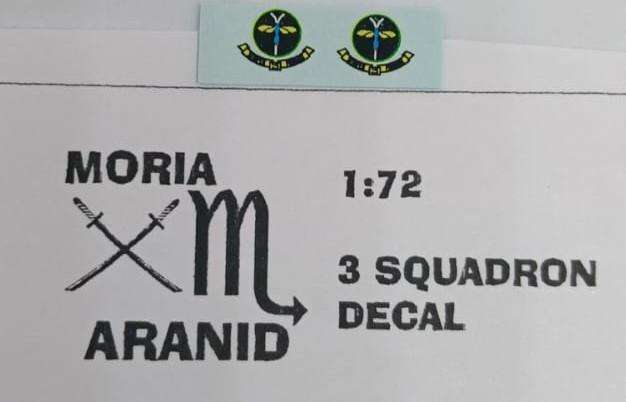 MORIA
ARANID
1:72
3 SQUADRON
DECAL